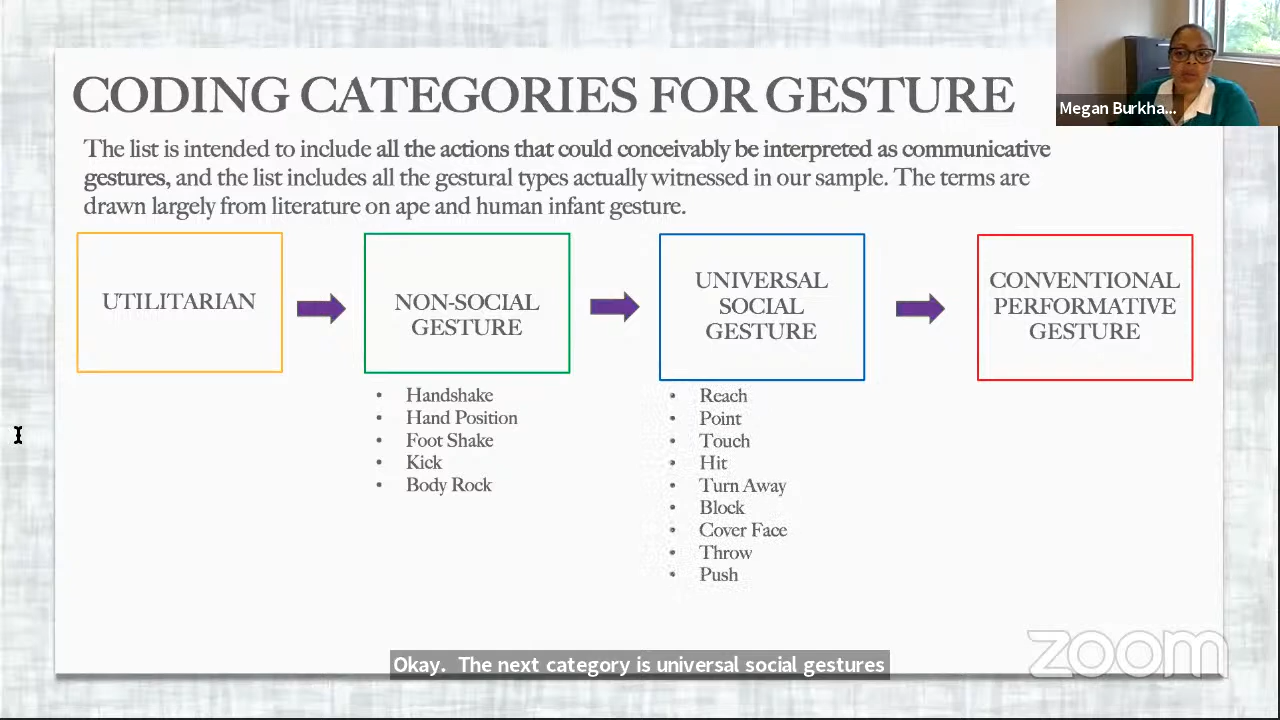 CODING CATEGORIES FOR GESTURE
Megan Burkha...
The list is intended to include all the actions that could conceivably be interpreted as communicative
gestures, and the list includes all the gestural types actually witnessed in our sample. The terms are
drawn largely from literature on ape and human infant gesture.
UTILITARIAN
NON-SOCIAL
GESTURE
• Handshake
• Hand Position
• Foot Shake
• Kick
• Body Rock
UNIVERSAL
SOCIAL
GESTURE
• Reach
• Point
• Touch
• Hit
• Turn Away
• Block
• Cover Face
• Throw
• Push
CONVENTIONAL
PERFORMATIVE
GESTURE
Okay.  The next category is universal social gestures
zoom